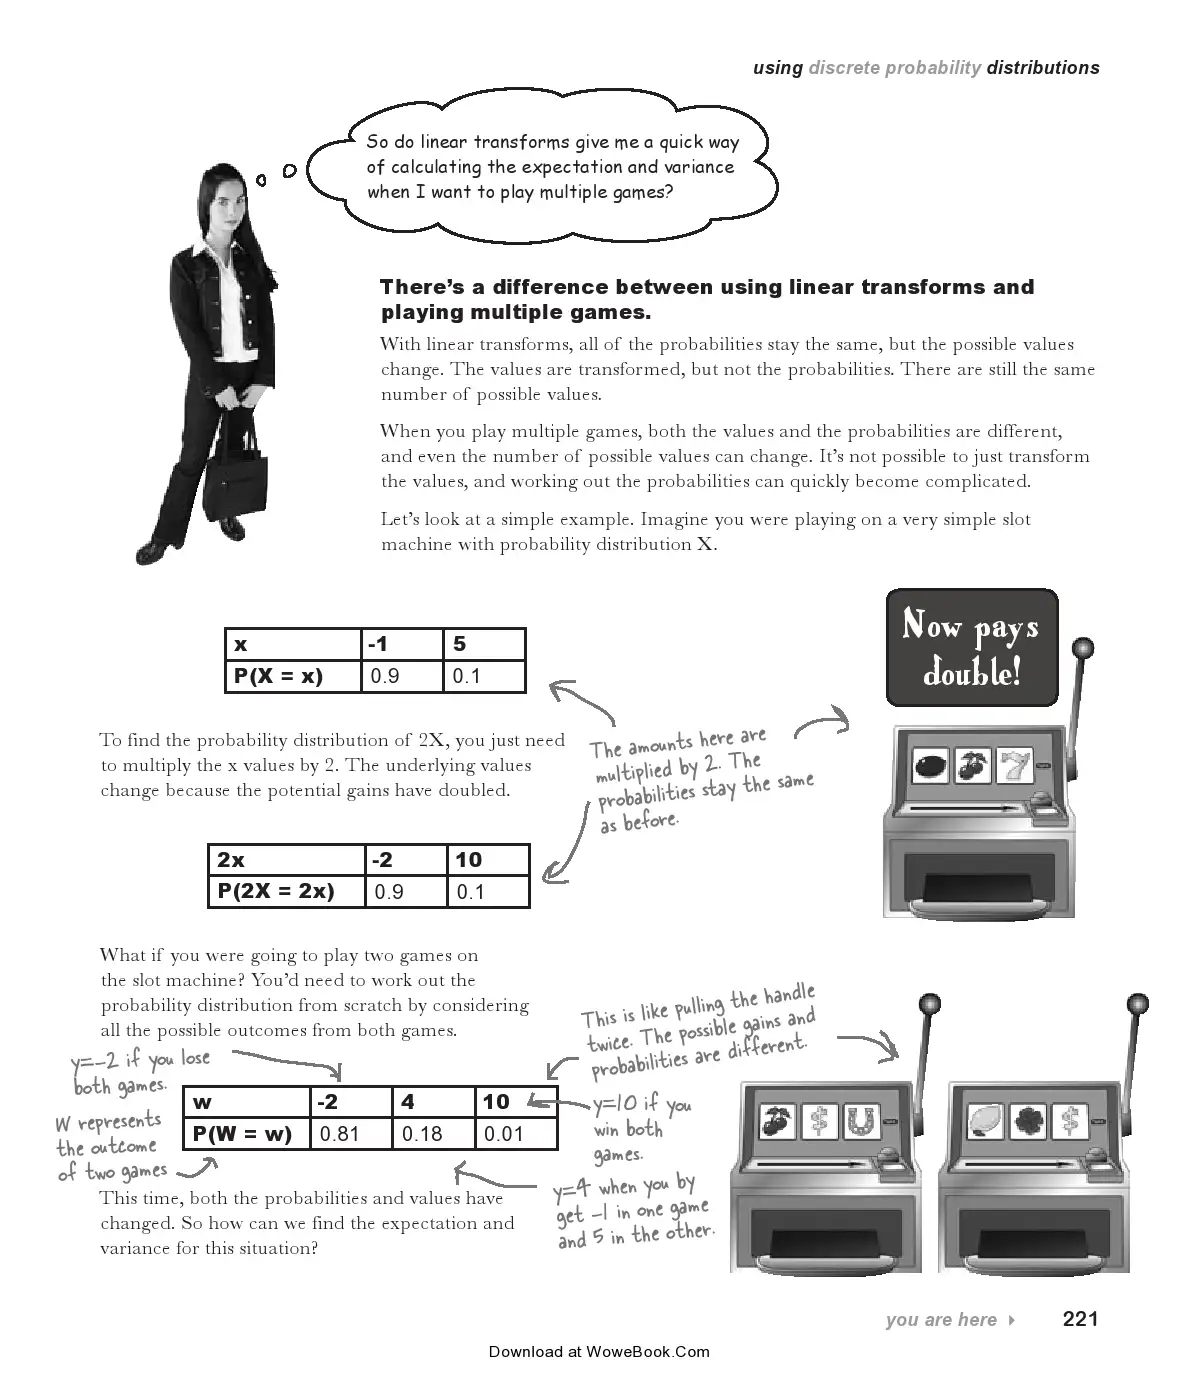 using discrete probability distributions
So do linear transforms give me a quick way
of calculating the expectation and variance
when I want to play multiple games?
There's a difference between using linear transforms and
playing multiple games.
With linear transforms, all of the probabilities stay the same, but the possible values
change. The values are transformed, but not the probabilities. There are still the same
number of possible values.
When you play multiple games, both the values and the probabilities are different,
and even the number of possible values can change. It's not possible to just transform
the values, and working out the probabilities can quickly become complicated.
Let's look at a simple example. Imagine you were playing on a very simple slot
machine with probability distribution X.
Now pays
double!
x -1 5
P(X = x) 0.9 0.1
To find the probability distribution of 2X, you just need
to multiply the x values by 2. The underlying values
change because the potential gains have doubled.
The amounts here are
multiplied by 2. The
probabilities stay the same
as before.
2x -2 10
P(2X = 2x) 0.9 0.1
What if you were going to play two games on
the slot machine? You'd need to work out the
probability distribution from scratch by considering
all the possible outcomes from both games.
This is like pulling the handle
twice. The possible gains and
probabilities are different.
y=-2 if you lose
both games.
W represents
the outcome
of two games
w -2 4 10
P(W = w) 0.81 0.18 0.01
y=10 if you
win both
games.
y=4 when you by
get -1 in one game
and 5 in the other.
This time, both the probabilities and values have
changed. So how can we find the expectation and
variance for this situation?
you are here 221
Download at WoweBook.Com